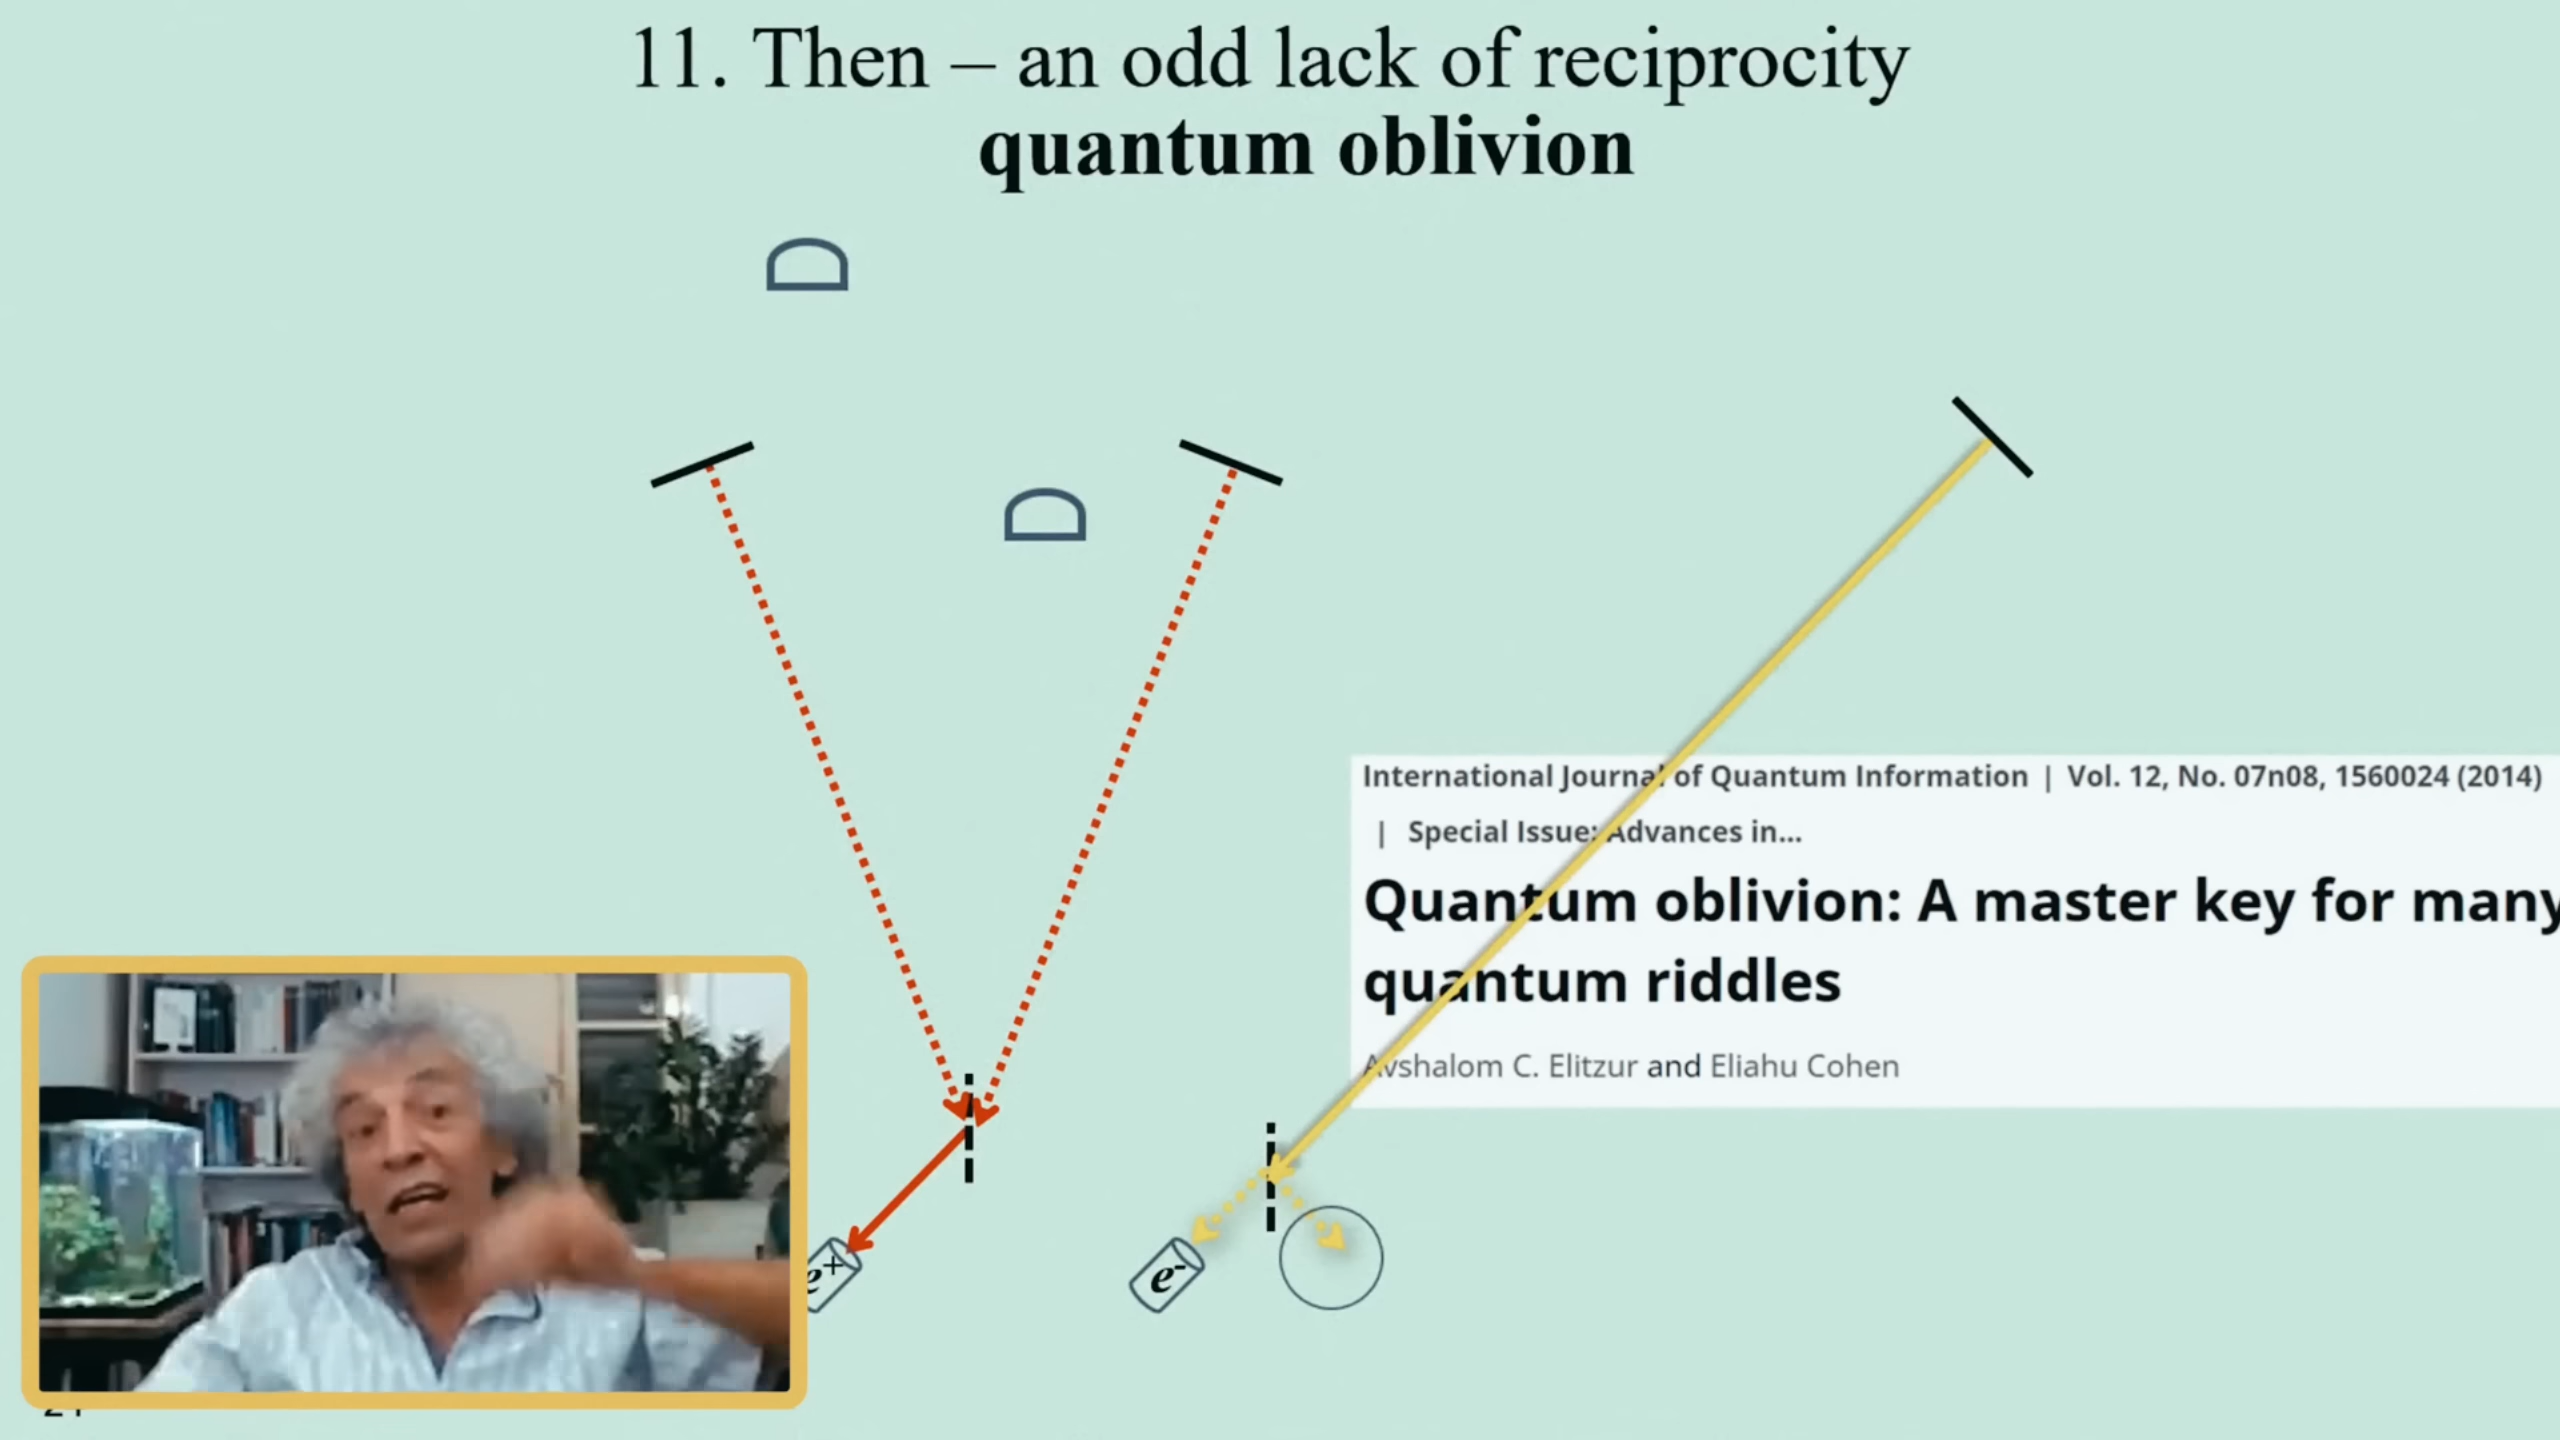 11. Then – an odd lack of reciprocity
quantum oblivion
International Journal of Quantum Information | Vol. 12, No. 07n08, 1560024 (2014)
| Special Issue: Advances in...
Quantum oblivion: A master key for many
quantum riddles
Avshalom C. Elitzur and Eliahu Cohen
e+
e-